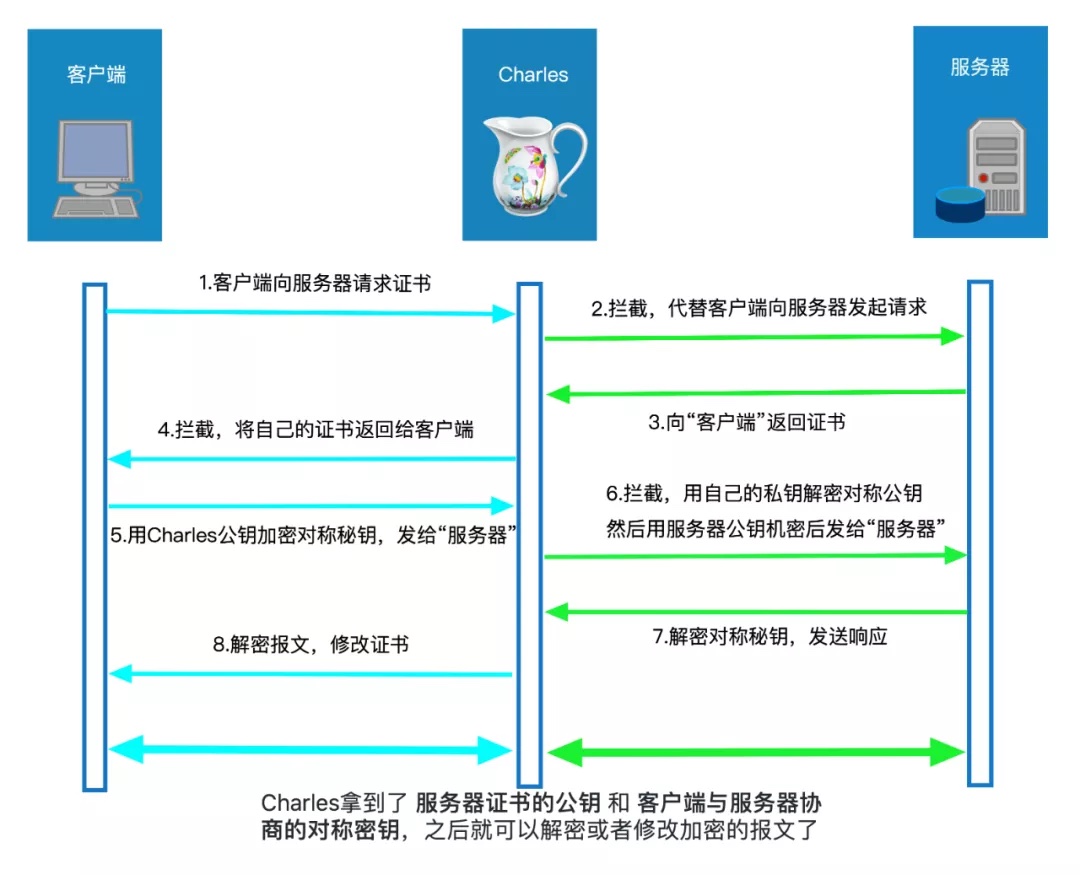 客户端
Charles
服务器
1.客户端向服务器请求证书
2.拦截，代替客户端向服务器发起请求
3.向“客户端”返回证书
4.拦截，将自己的证书返回给客户端
5.用Charles公钥加密对称秘钥，发给“服务器”
6.拦截，用自己的私钥解密对称公钥
然后用服务器公钥机密后发给“服务器”
7.解密对称秘钥，发送响应
8.解密报文，修改证书
Charles拿到了 服务器证书的公钥 和 客户端与服务器协
商的对称密钥，之后就可以解密或者修改加密的报文了